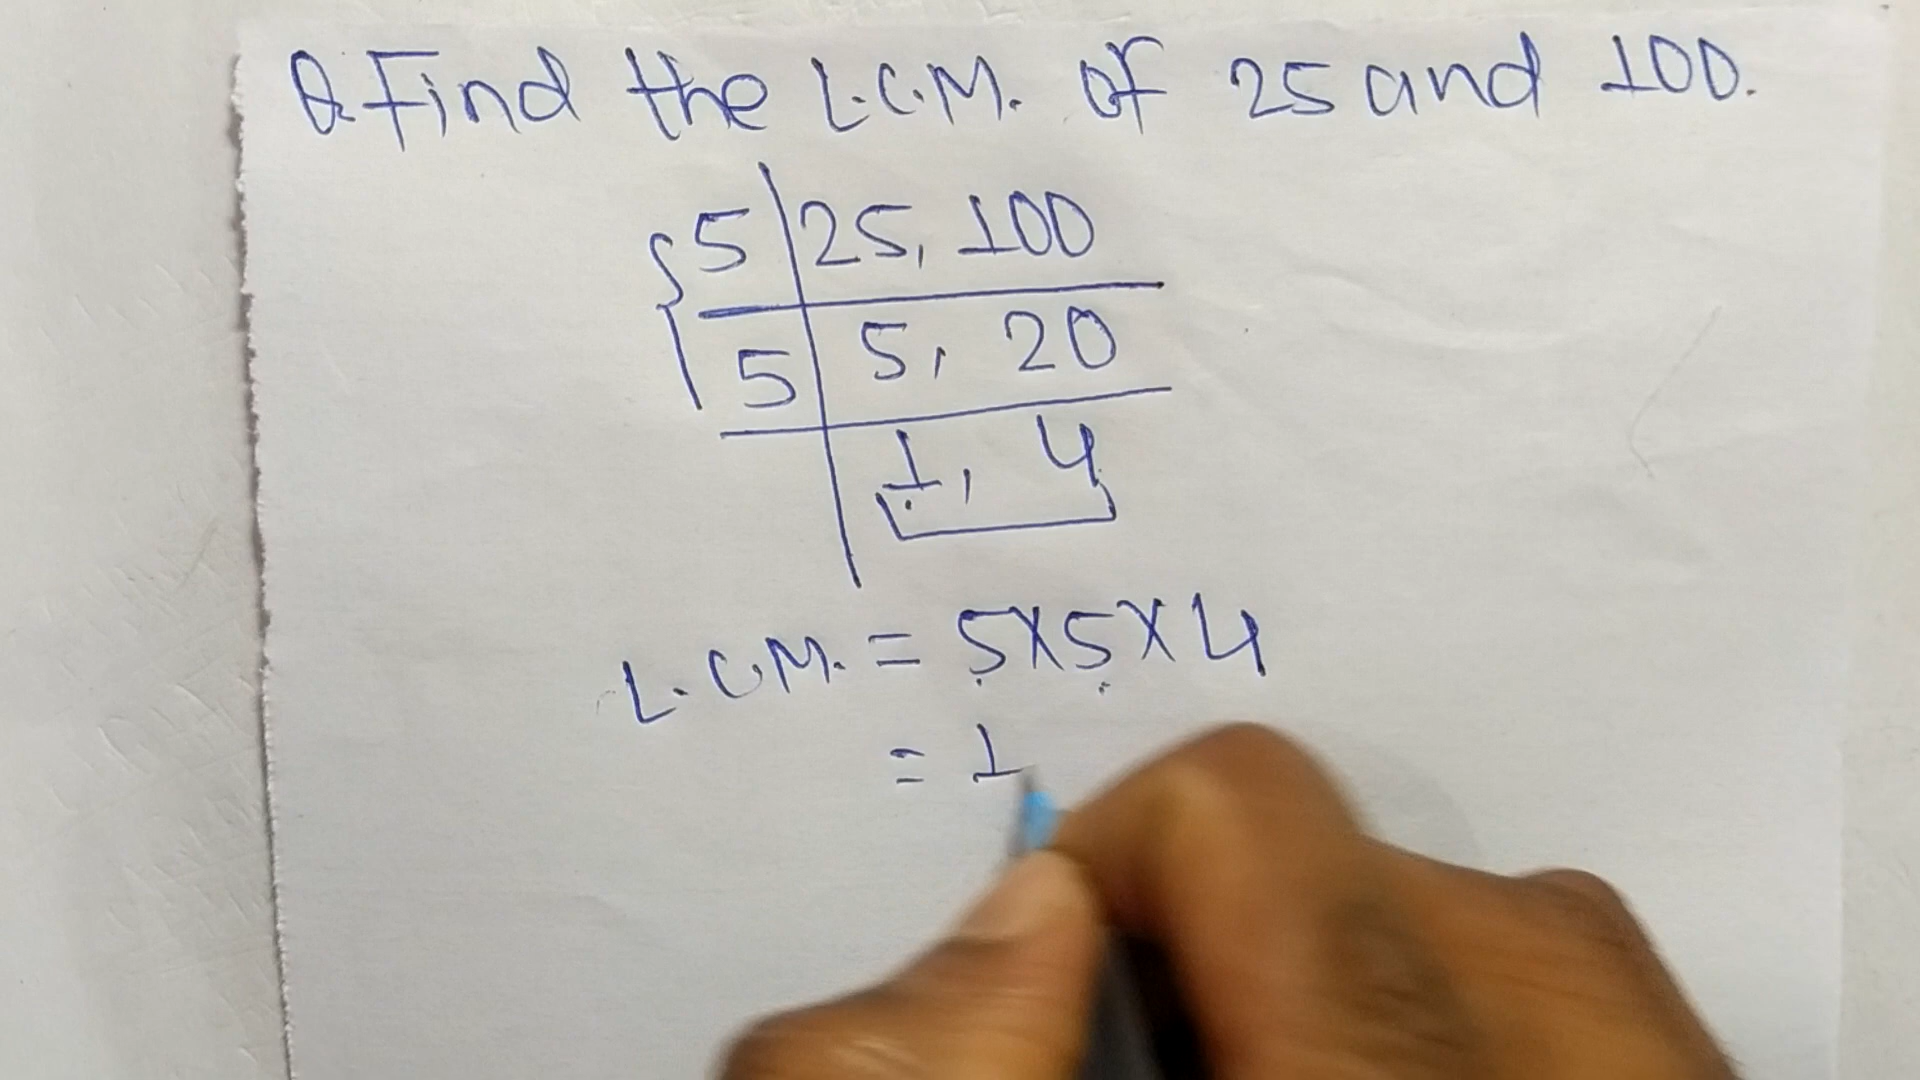 Q. Find the L.C.M. of 25 and 100.
5 | 25, 100
5 | 5, 20
1, 4
L.C.M. = 5×5×4
= 1